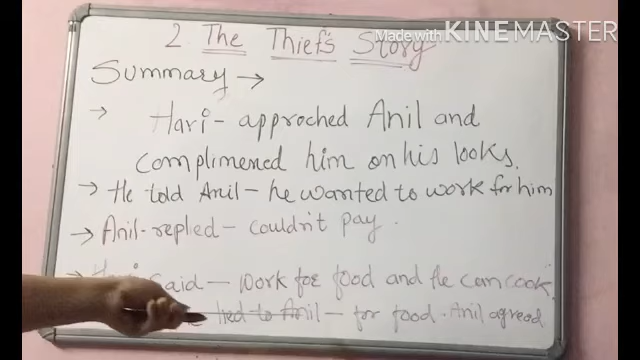 Made with KINEMASTER
2. The Thief's Story
Summary →
→ Hari - approched Anil and
complimened him on his looks.
→ He told Anil - he wanted to work for him
→ Anil - replied - couldn't pay.
→ Hari said - work for food and He can cook.
lied to Anil - for food. Anil agreed